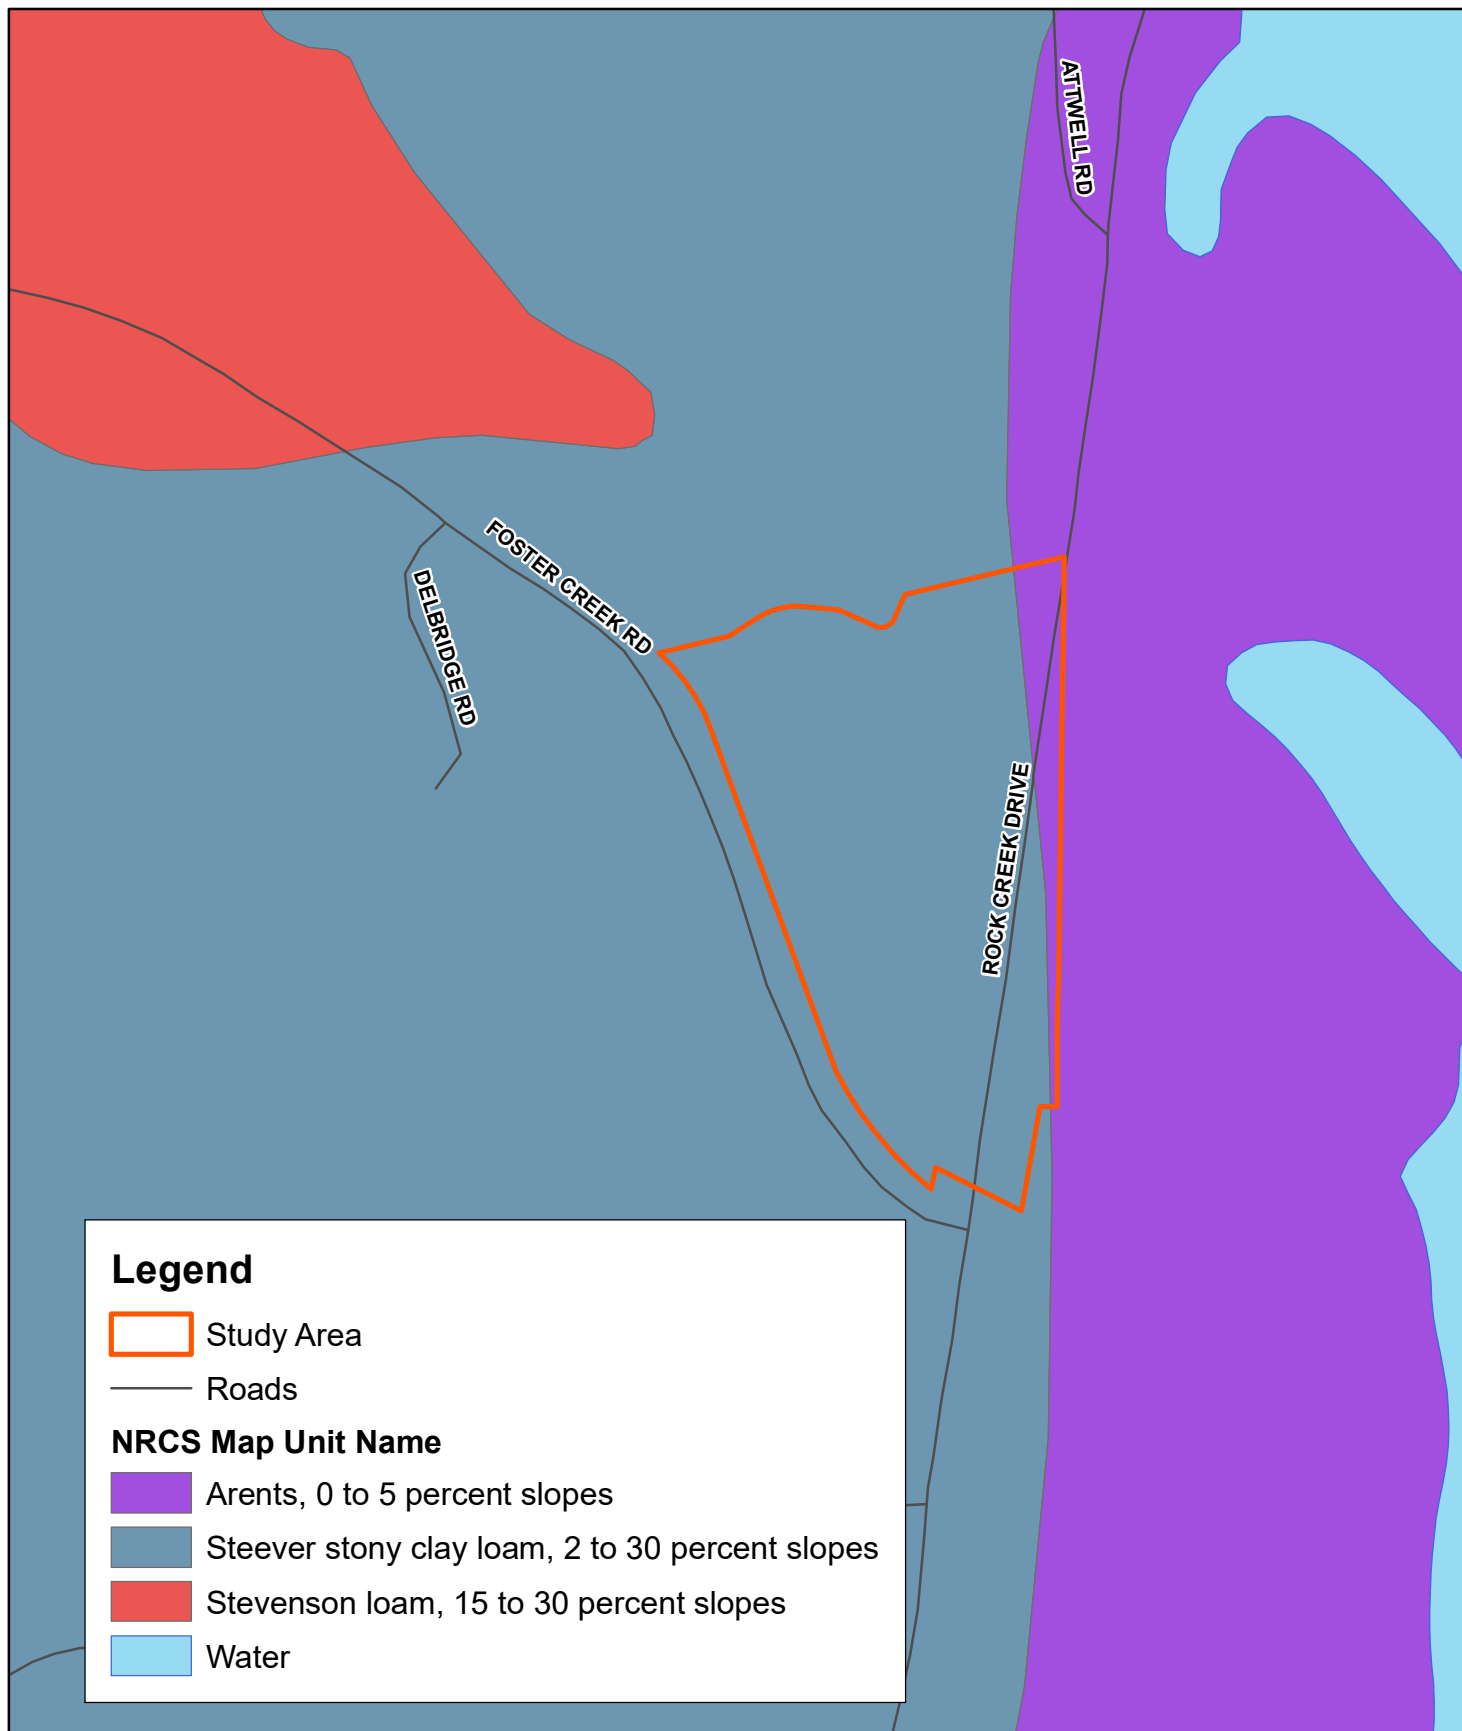 ATTWELL RD
FOSTER CREEK RD
DELBRIDGE RD
ROCK CREEK DRIVE
Legend
Study Area
Roads
NRCS Map Unit Name
Arents, 0 to 5 percent slopes
Steever stony clay loam, 2 to 30 percent slopes
Stevenson loam, 15 to 30 percent slopes
Water